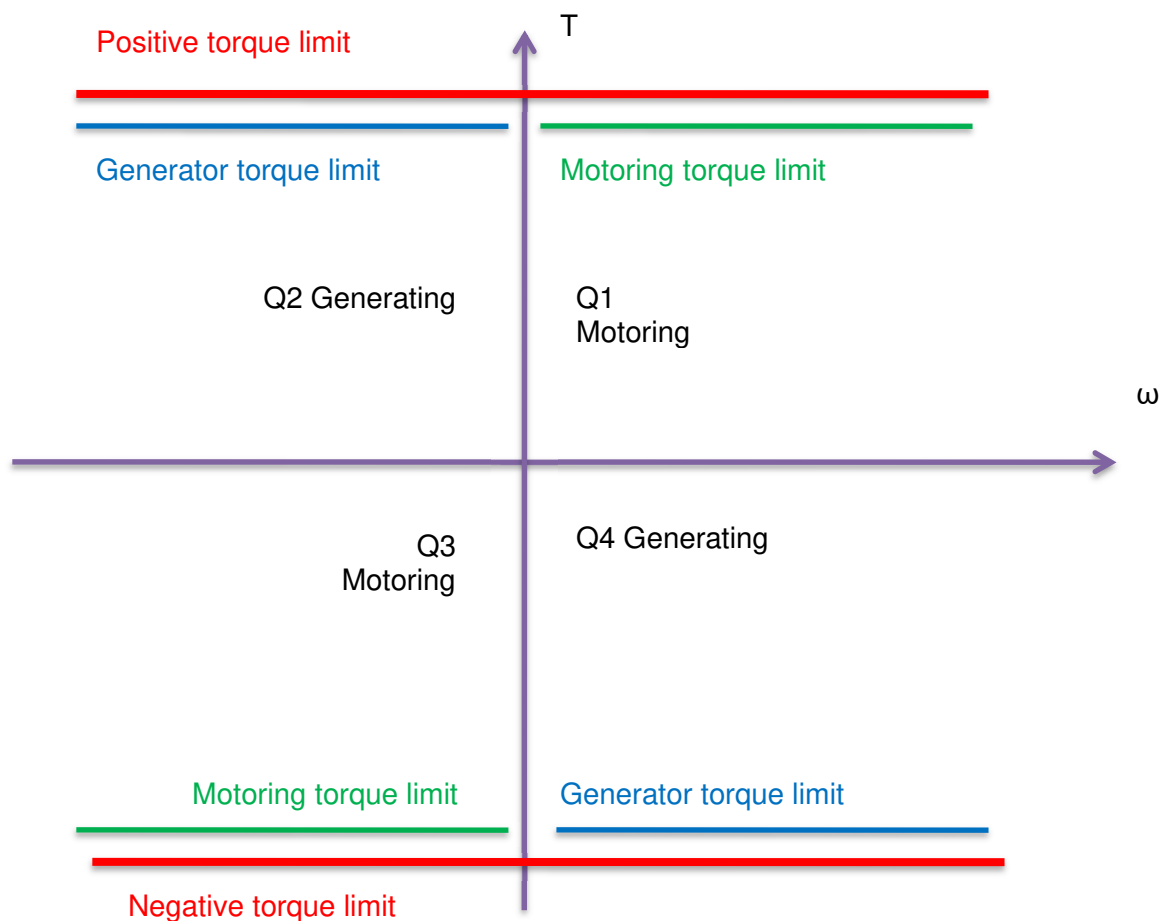 T
Positive torque limit
Generator torque limit
Motoring torque limit
Q2 Generating
Q1
Motoring
ω
Q3
Motoring
Q4 Generating
Motoring torque limit
Generator torque limit
Negative torque limit